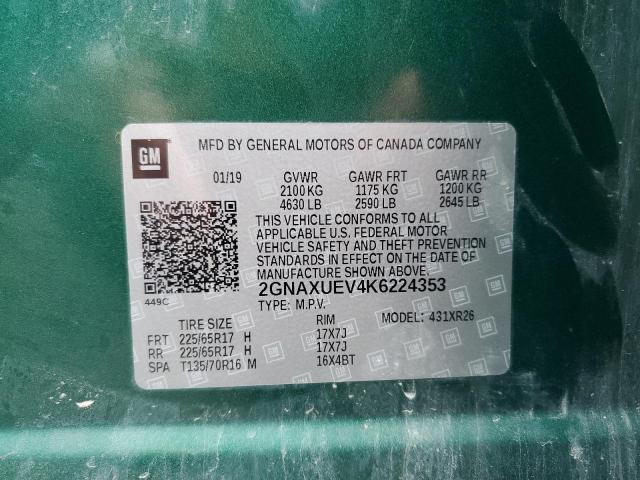 GM
MFD BY GENERAL MOTORS OF CANADA COMPANY
01/19 GVWR GAWR FRT GAWR RR
2100 KG 1175 KG 1200 KG
4630 LB 2590 LB 2645 LB
THIS VEHICLE CONFORMS TO ALL
APPLICABLE U.S. FEDERAL MOTOR
VEHICLE SAFETY AND THEFT PREVENTION
STANDARDS IN EFFECT ON THE DATE OF
MANUFACTURE SHOWN ABOVE.
449C
2GNAXUEV4K6224353
TYPE: M.P.V. MODEL: 431XR26
TIRE SIZE RIM
FRT 225/65R17 H 17X7J
RR 225/65R17 H 17X7J
SPA T135/70R16 M 16X4BT